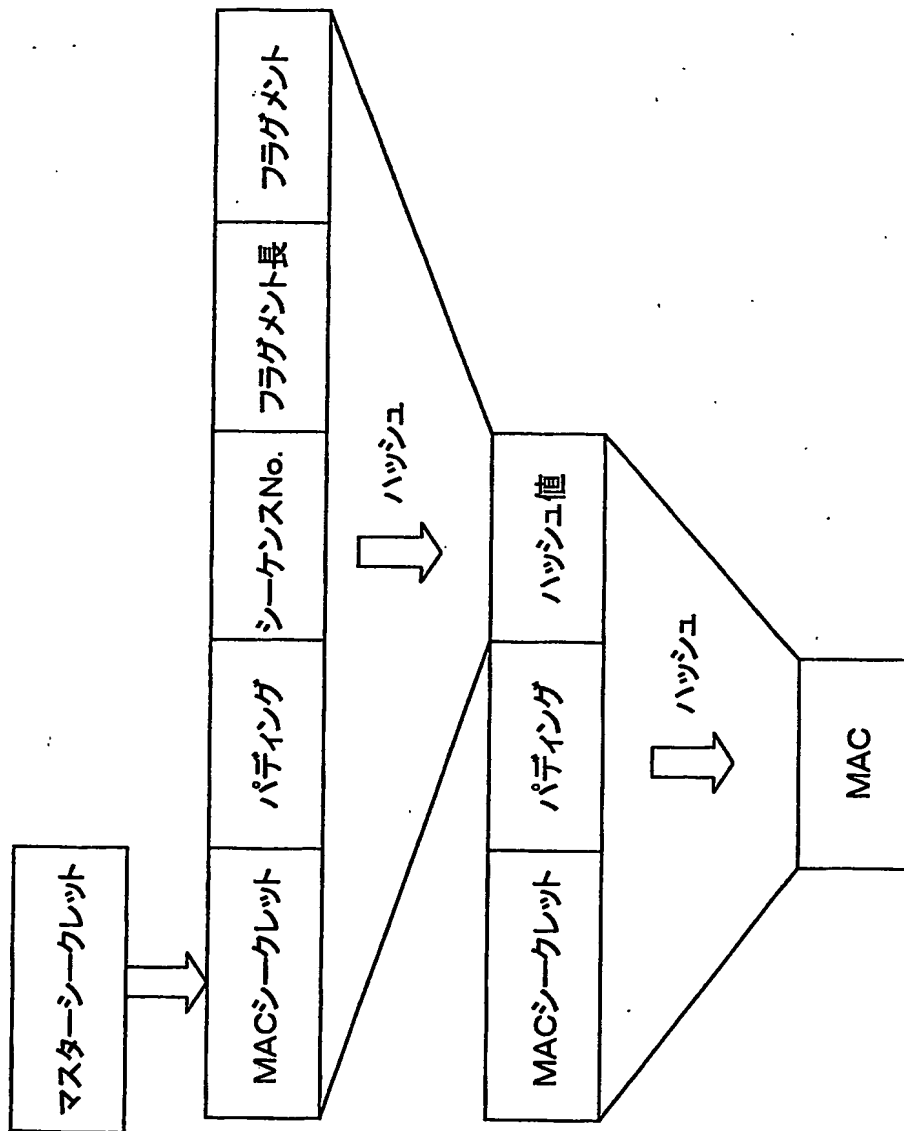 マスターシークレット
MACシークレット
パディング
シーケンスNo.
フラグメント長
フラグメント
ハッシュ
MACシークレット
パディング
ハッシュ値
ハッシュ
MAC